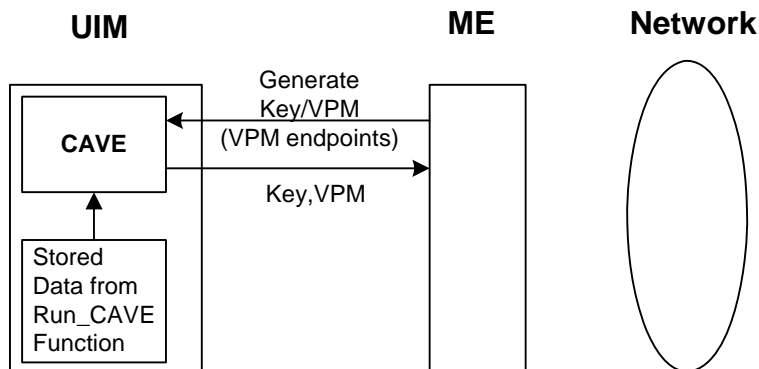 UIM
ME
Network
Generate
Key/VPM
(VPM endpoints)
CAVE
Key,VPM
Stored
Data from
Run_CAVE
Function